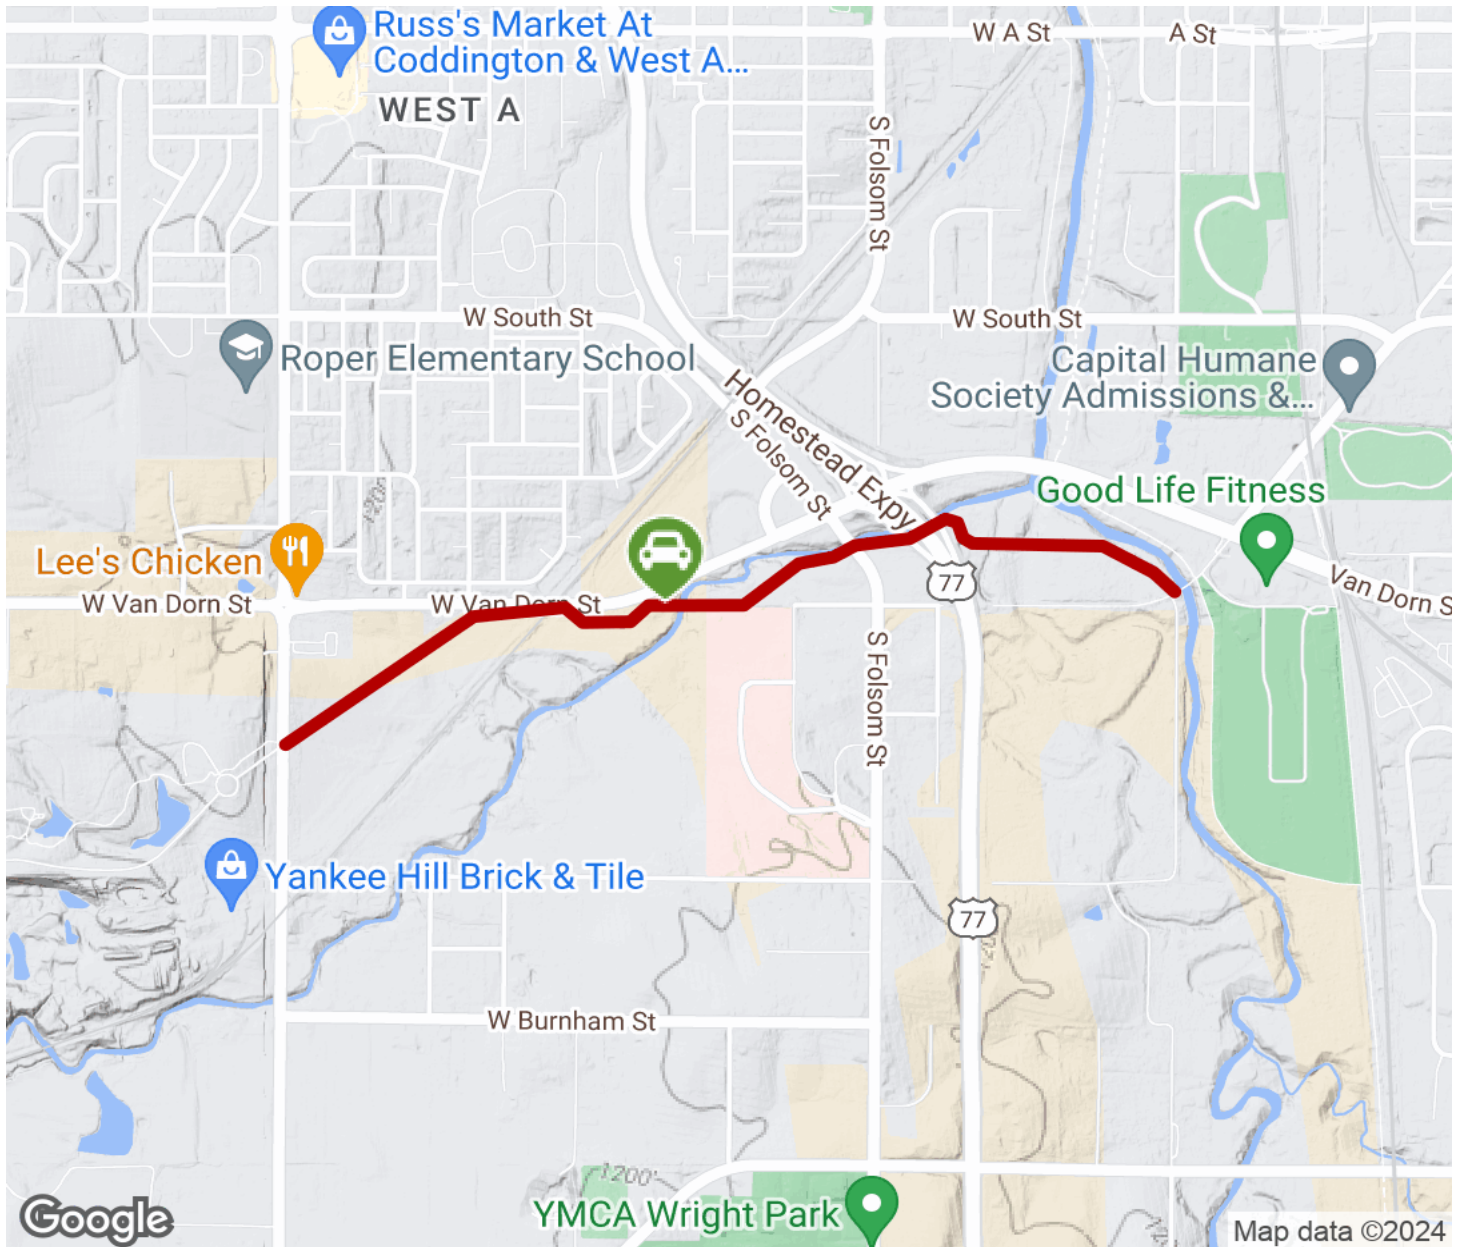 Russ's Market At
Coddington & West A...
WEST A
W A St
A St
S Folsom St
W South St
W South St
Roper Elementary School
Capital Humane
Society Admissions &...
Homestead Expy
S Folsom St
Good Life Fitness
Lee's Chicken
W Van Dorn St
W Van Dorn St
77
Van Dorn S
S Folsom St
Yankee Hill Brick & Tile
77
W Burnham St
1200'
YMCA Wright Park
Google
Map data ©2024